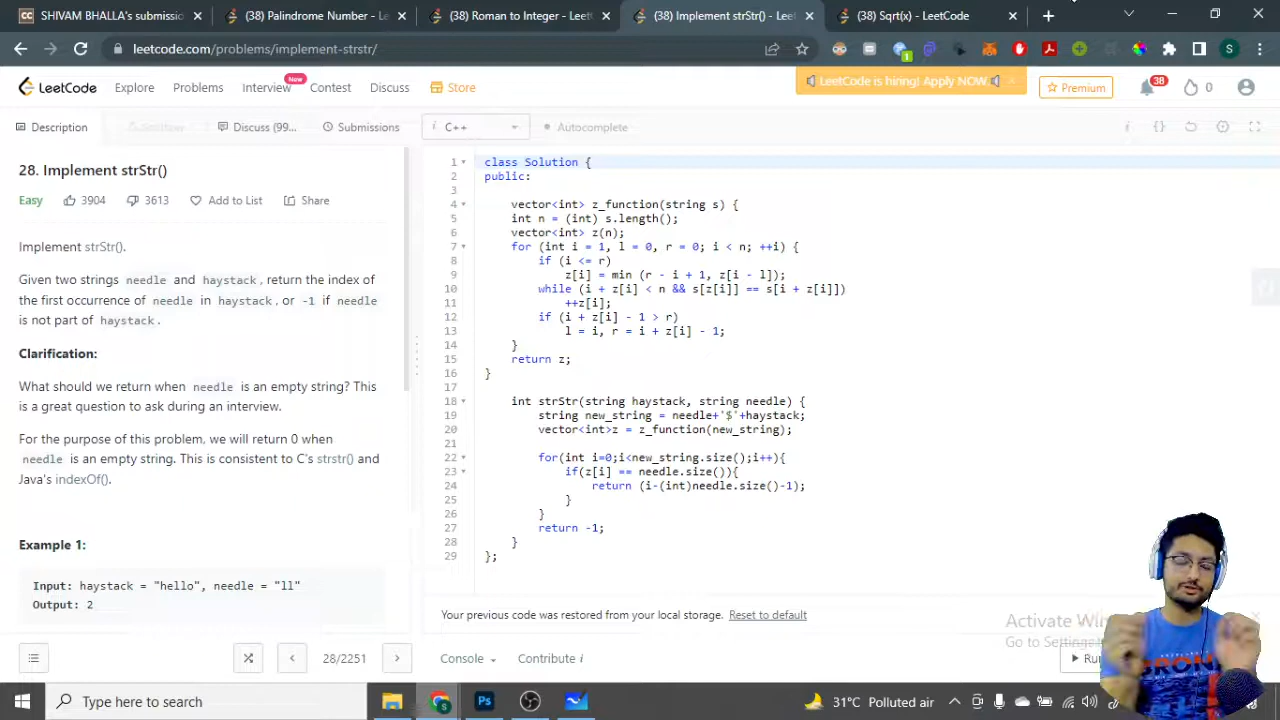 SHIVAM BHALLA's submissio
(38) Palindrome Number - Le
(38) Roman to Integer - LeetC
(38) Implement strStr() - Leet
(38) Sqrt(x) - LeetCode
leetcode.com/problems/implement-strstr/
LeetCode
Explore
Problems
Interview
New
Contest
Discuss
Store
LeetCode is hiring! Apply NOW
Premium
38
0
Description
Discuss (99...
Submissions
i C++
Autocomplete
28. Implement strStr()
Easy
3904
3613
Add to List
Share
Implement strStr().
Given two strings needle and haystack, return the index of
the first occurrence of needle in haystack, or -1 if needle
is not part of haystack.
Clarification:
What should we return when needle is an empty string? This
is a great question to ask during an interview.
For the purpose of this problem, we will return 0 when
needle is an empty string. This is consistent to C's strstr() and
Java's indexOf().
Example 1:
Input: haystack = "hello", needle = "ll"
Output: 2
28/2251
1 class Solution {
2 public:
3
4 vector<int> z_function(string s) {
5 int n = (int) s.length();
6 vector<int> z(n);
7 for (int i = 1, l = 0, r = 0; i < n; ++i) {
8 if (i <= r)
9 z[i] = min (r - i + 1, z[i - l]);
10 while (i + z[i] < n && s[z[i]] == s[i + z[i]])
11 ++z[i];
12 if (i + z[i] - 1 > r)
13 l = i, r = i + z[i] - 1;
14 }
15 return z;
16 }
17
18 int strStr(string haystack, string needle) {
19 string new_string = needle+'$'+haystack;
20 vector<int>z = z_function(new_string);
21
22 for(int i=0;i<new_string.size();i++){
23 if(z[i] == needle.size()){
24 return (i-(int)needle.size()-1);
25 }
26 }
27 return -1;
28 }
29 };
Your previous code was restored from your local storage. Reset to default
Activate Wi
Go to Settings
Console
Contribute i
Type here to search
31°C Polluted air